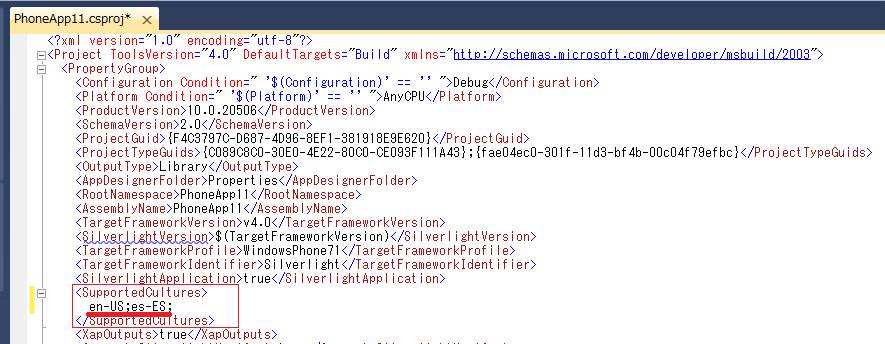 PhoneApp11.csproj* ×
<?xml version="1.0" encoding="utf-8"?>
<Project ToolsVersion="4.0" DefaultTargets="Build" xmlns="http://schemas.microsoft.com/developer/msbuild/2003">
<PropertyGroup>
<Configuration Condition=" '$(Configuration)' == '' ">Debug</Configuration>
<Platform Condition=" '$(Platform)' == '' ">AnyCPU</Platform>
<ProductVersion>10.0.20506</ProductVersion>
<SchemaVersion>2.0</SchemaVersion>
<ProjectGuid>{F4C3797C-D687-4D96-8EF1-381918E9E620}</ProjectGuid>
<ProjectTypeGuids>{C089C8C0-30E0-4E22-80C0-CE093F111A43};{fae04ec0-301f-11d3-bf4b-00c04f79efbc}</ProjectTypeGuids>
<OutputType>Library</OutputType>
<AppDesignerFolder>Properties</AppDesignerFolder>
<RootNamespace>PhoneApp11</RootNamespace>
<AssemblyName>PhoneApp11</AssemblyName>
<TargetFrameworkVersion>v4.0</TargetFrameworkVersion>
<SilverlightVersion>$(TargetFrameworkVersion)</SilverlightVersion>
<TargetFrameworkProfile>WindowsPhone71</TargetFrameworkProfile>
<TargetFrameworkIdentifier>Silverlight</TargetFrameworkIdentifier>
<SilverlightApplication>true</SilverlightApplication>
<SupportedCultures>
en-US;es-ES;
</SupportedCultures>
<XapOutputs>true</XapOutputs>